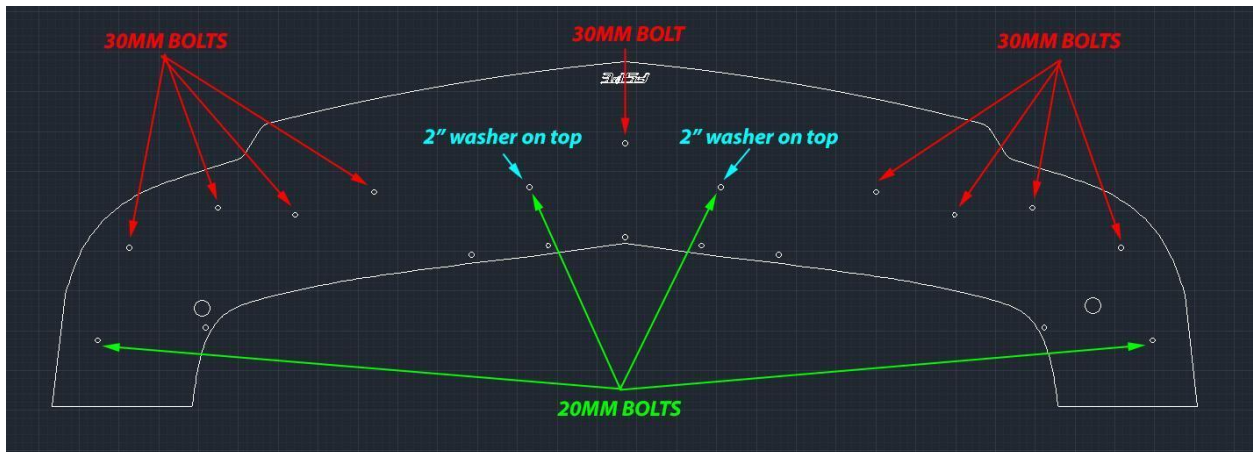 30MM BOLTS
30MM BOLT
30MM BOLTS
2” washer on top
2” washer on top
20MM BOLTS